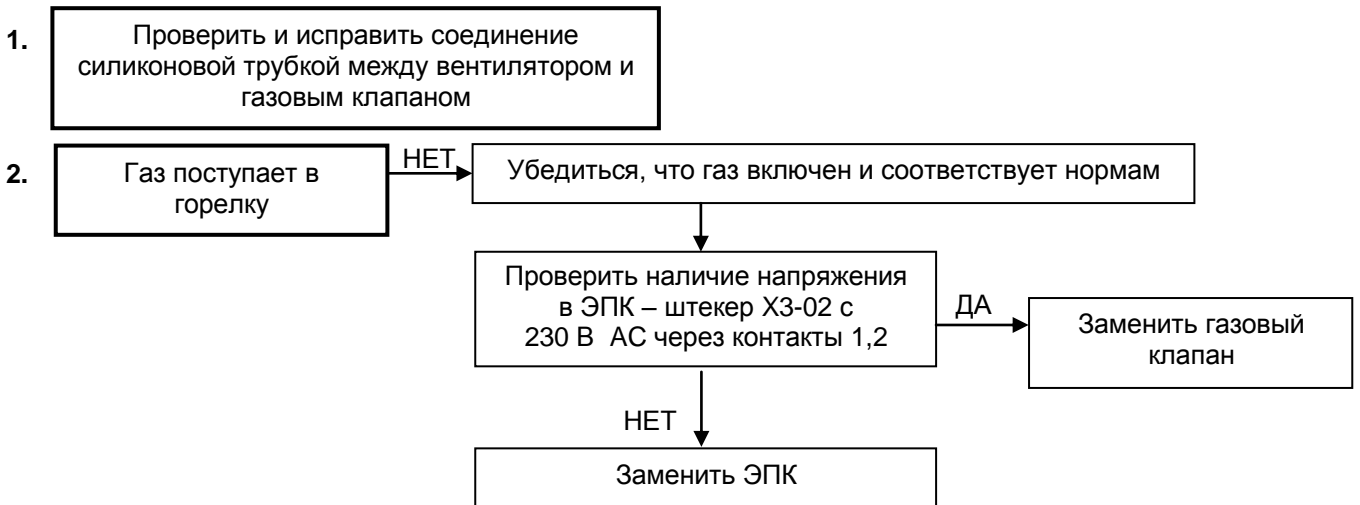 1.
Проверить и исправить соединение
силиконовой трубкой между вентилятором и
газовым клапаном
2.
Газ поступает в
горелку
НЕТ
Убедиться, что газ включен и соответствует нормам
Проверить наличие напряжения
в ЭПК – штекер Х3-02 с
230 В АС через контакты 1,2
ДА
Заменить газовый
клапан
НЕТ
Заменить ЭПК